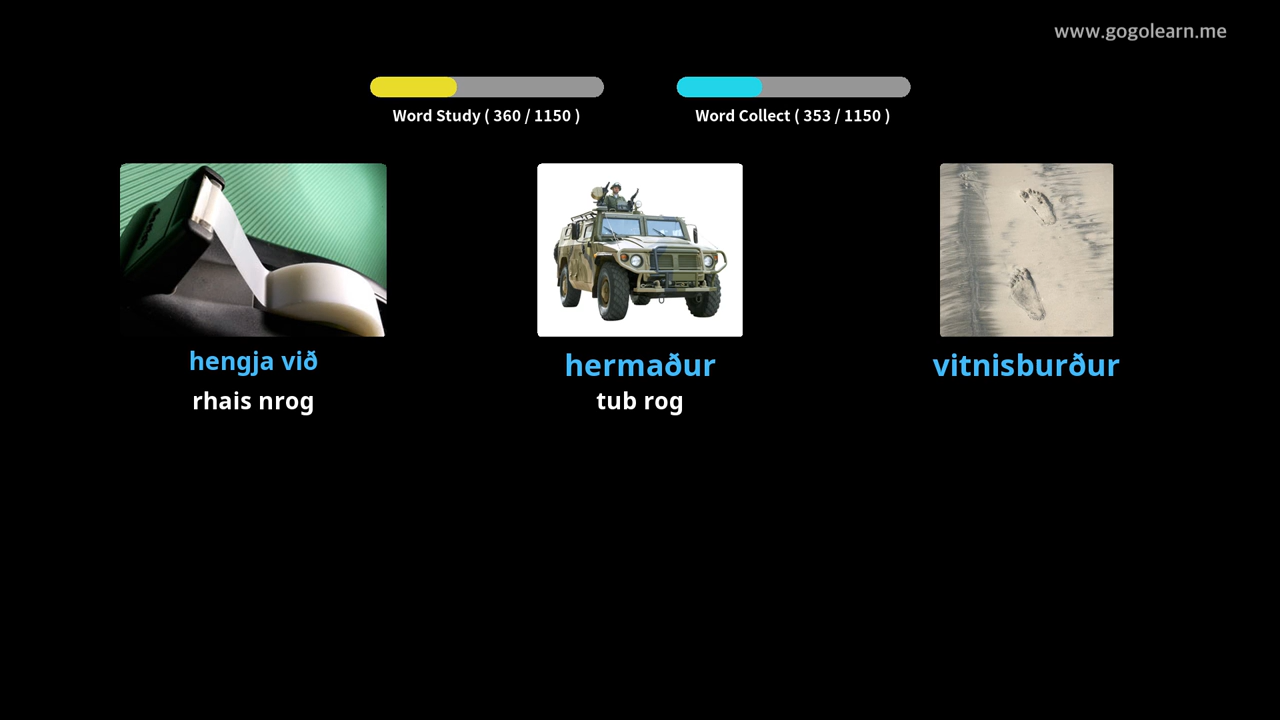 www.gogolearn.me
Word Study ( 360 / 1150 )
Word Collect ( 353 / 1150 )
hengja við
rhais nrog
hermaður
tub rog
vitnisburður